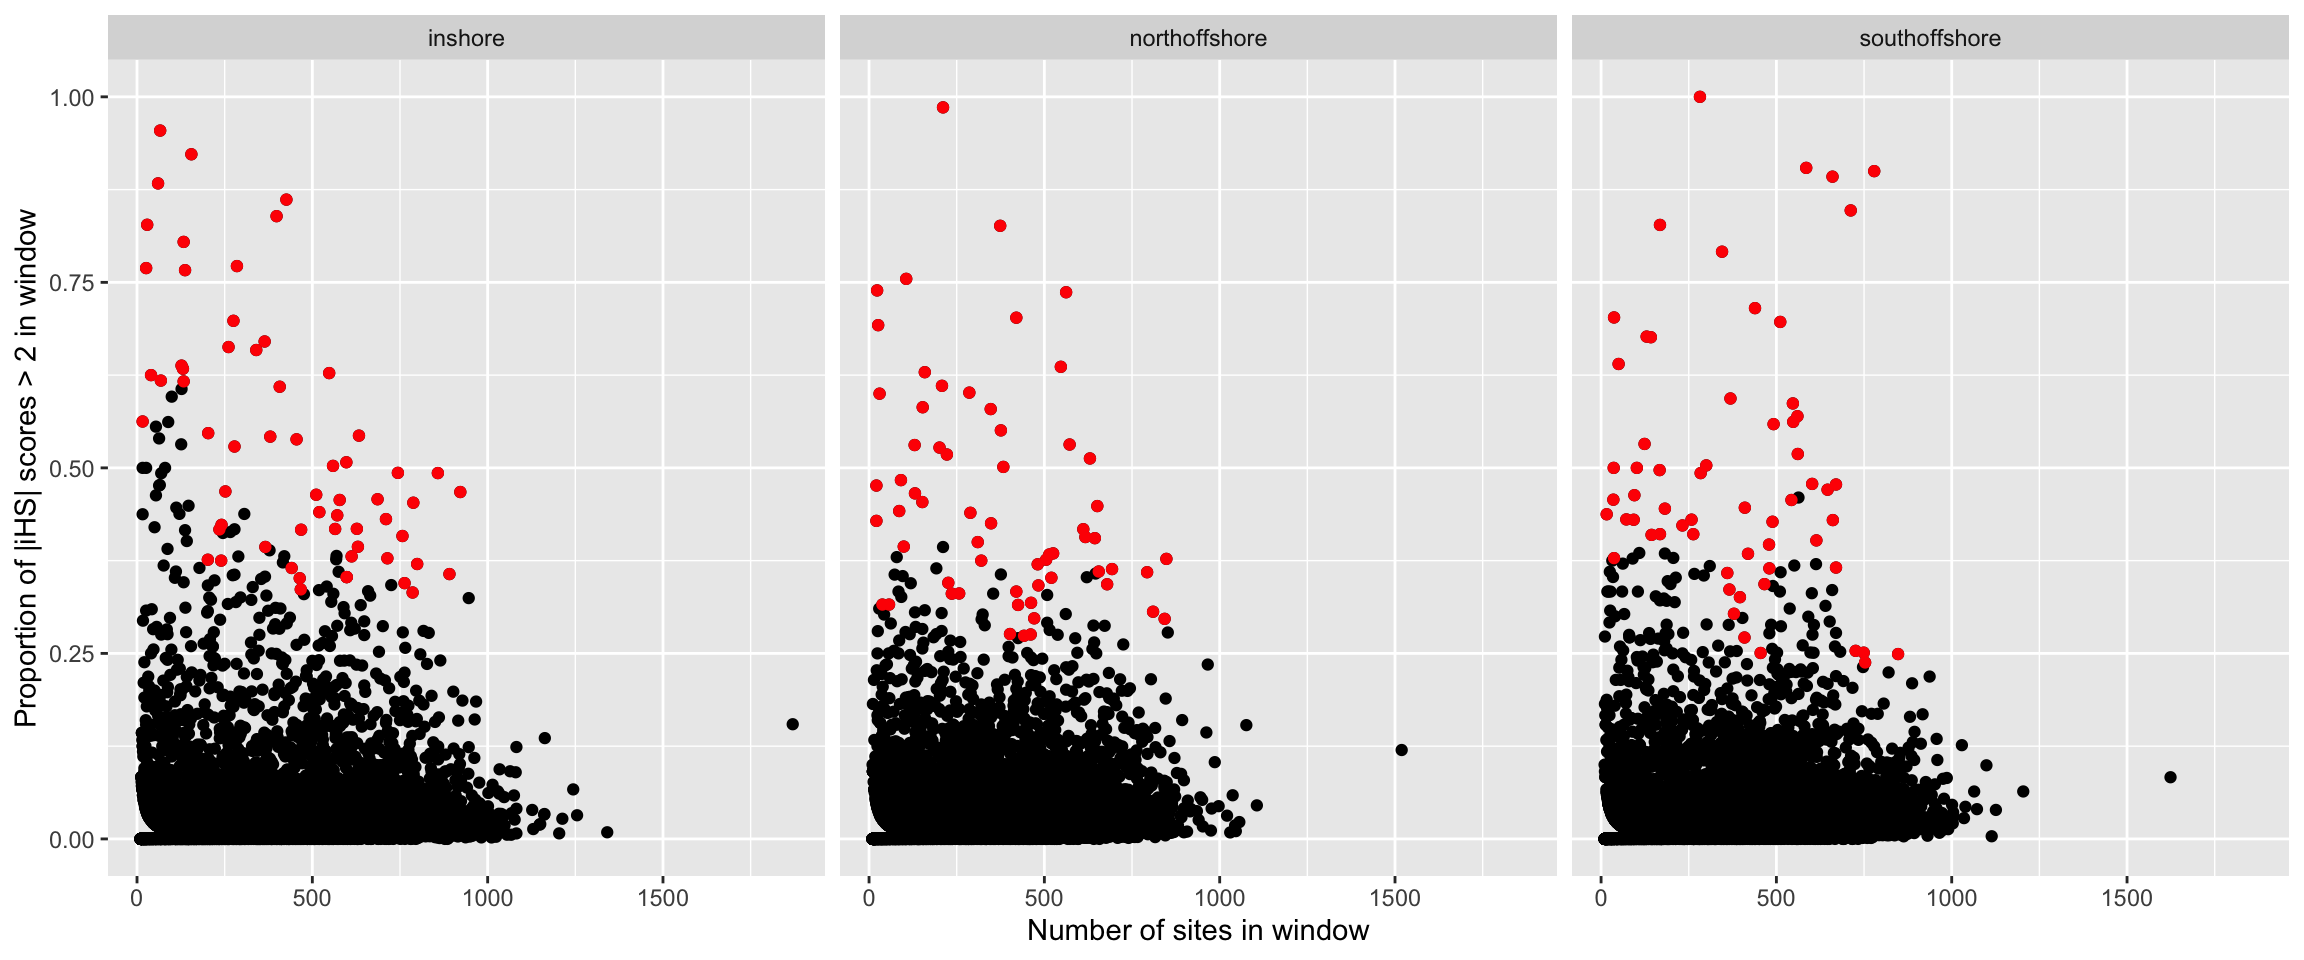 inshore northoffshore southoffshore
Proportion of |iHS| scores > 2 in window
1.00
0.75
0.50
0.25
0.00
0 500 1000 1500 0 500 1000 1500 0 500 1000 1500
Number of sites in window